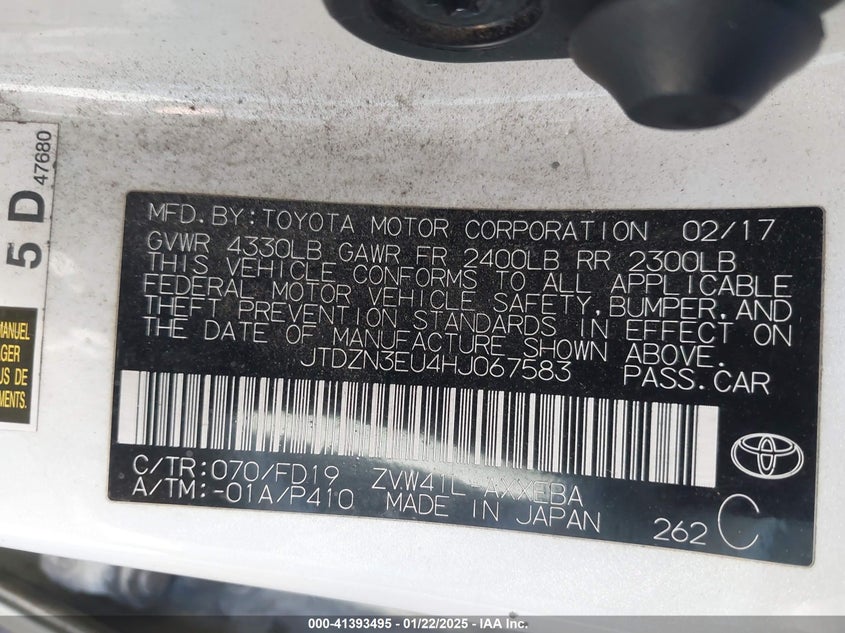 5 D
47680
MANUEL
GER
US DE
MENTS.
MFD. BY: TOYOTA MOTOR CORPORATION 02/17
GVWR 4330LB GAWR FR 2400LB RR 2300LB
THIS VEHICLE CONFORMS TO ALL APPLICABLE
FEDERAL MOTOR VEHICLE SAFETY, BUMPER, AND
THEFT PREVENTION STANDARDS IN EFFECT ON
THE DATE OF MANUFACTURE SHOWN ABOVE.
JTDZN3EU4HJ067583 PASS. CAR
C/TR: 070/FD19 ZVW41L-AXXEBA
A/TM: -01A/P410 MADE IN JAPAN
262 C
000-41393495 - 01/22/2025 - IAA Inc.